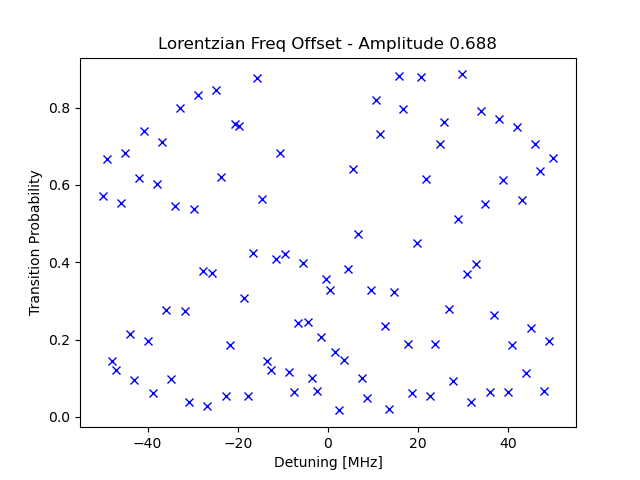 Lorentzian Freq Offset - Amplitude 0.688
Transition Probability
0.8
0.6
0.4
0.2
0.0
−40 −20 0 20 40
Detuning [MHz]